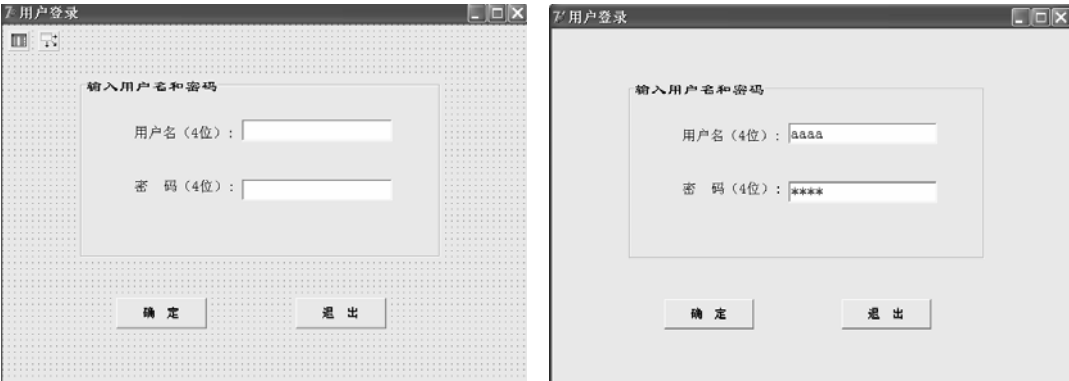 用户登录
输入用户名和密码
用户名（4位）：
密 码（4位）：
确 定
退 出
用户登录
输入用户名和密码
用户名（4位）：aaaa
密 码（4位）：****
确 定
退 出